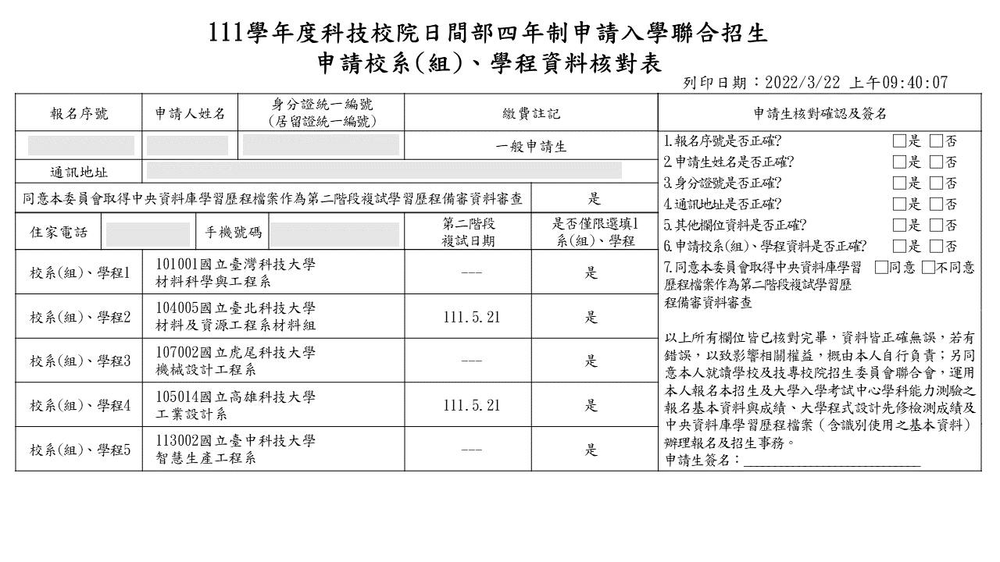 111學年度科技校院日間部四年制申請入學聯合招生
申請校系(組)、學程資料核對表
列印日期：2022/3/22 上午09:40:07
報名序號 申請人姓名 身分證統一編號 繳費註記 申請生核對確認及簽名
(居留證統一編號)
一般申請生
通訊地址
同意本委員會取得中央資料庫學習歷程檔案作為第二階段複試學習歷程備審資料審查 是
住家電話 手機號碼 第二階段 是否僅限選填1
複試日期 系(組)、學程
校系(組)、學程1 101001國立臺灣科技大學 --- 是
材料科學與工程系
校系(組)、學程2 104005國立臺北科技大學 111.5.21 是
材料及資源工程系材料組
校系(組)、學程3 107002國立虎尾科技大學 --- 是
機械設計工程系
校系(組)、學程4 105014國立高雄科技大學 111.5.21 是
工業設計系
校系(組)、學程5 113002國立臺中科技大學 --- 是
智慧生產工程系
1.報名序號是否正確? □是 □否
2.申請生姓名是否正確? □是 □否
3.身分證號是否正確? □是 □否
4.通訊地址是否正確? □是 □否
5.其他欄位資料是否正確? □是 □否
6.申請校系(組)、學程資料是否正確? □是 □否
7.同意本委員會取得中央資料庫學習 □同意 □不同意
歷程檔案作為第二階段複試學習歷
程備審資料審查
以上所有欄位皆已核對完畢，資料皆正確無誤，若有
錯誤，以致影響相關權益，概由本人自行負責；另同
意本人就讀學校及技專校院招生委員會聯合會，運用
本人報名本招生及大學入學考試中心學科能力測驗之
報名基本資料與成績、大學程式設計先修檢測成績及
中央資料庫學習歷程檔案（含識別使用之基本資料）
辦理報名及招生事務。
申請生簽名：____________________________